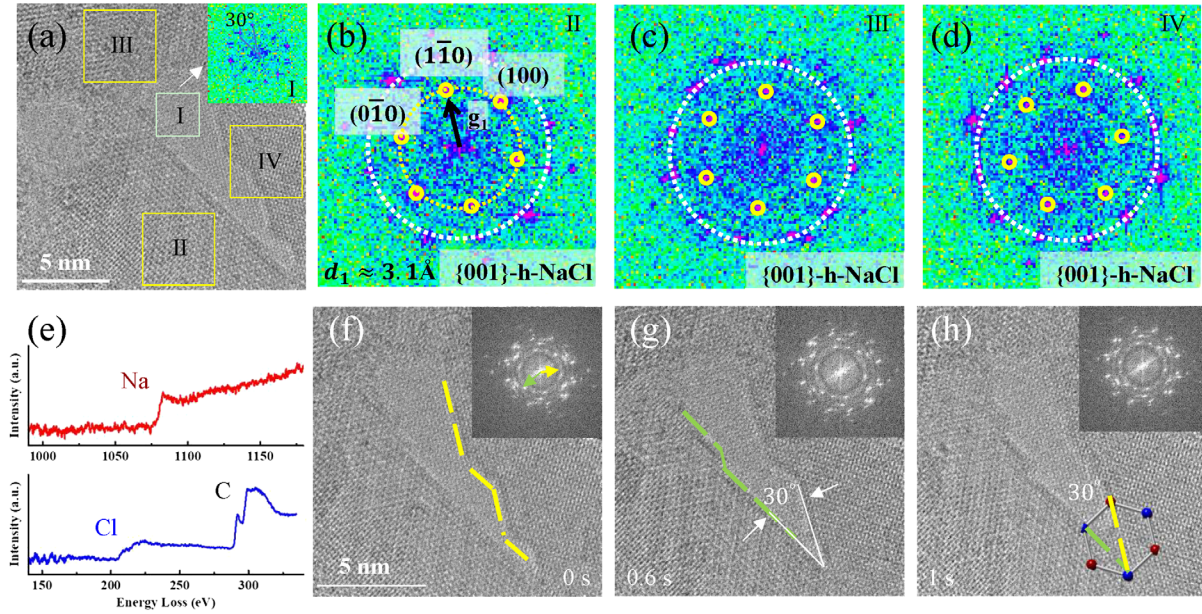 (a)
III
30°
I
I
IV
II
5 nm
(b)
II
(11̅0)
(100)
(01̅0)
g₁
d₁ ≈ 3.1Å
{001}-h-NaCl
(c)
III
{001}-h-NaCl
(d)
IV
{001}-h-NaCl
(e)
Intensity (a.u.)
Na
1000 1050 1100 1150
Intensity (a.u.)
C
Cl
150 200 250 300
Energy Loss (eV)
(f)
5 nm
0 s
(g)
30°
0.6 s
(h)
30°
1 s